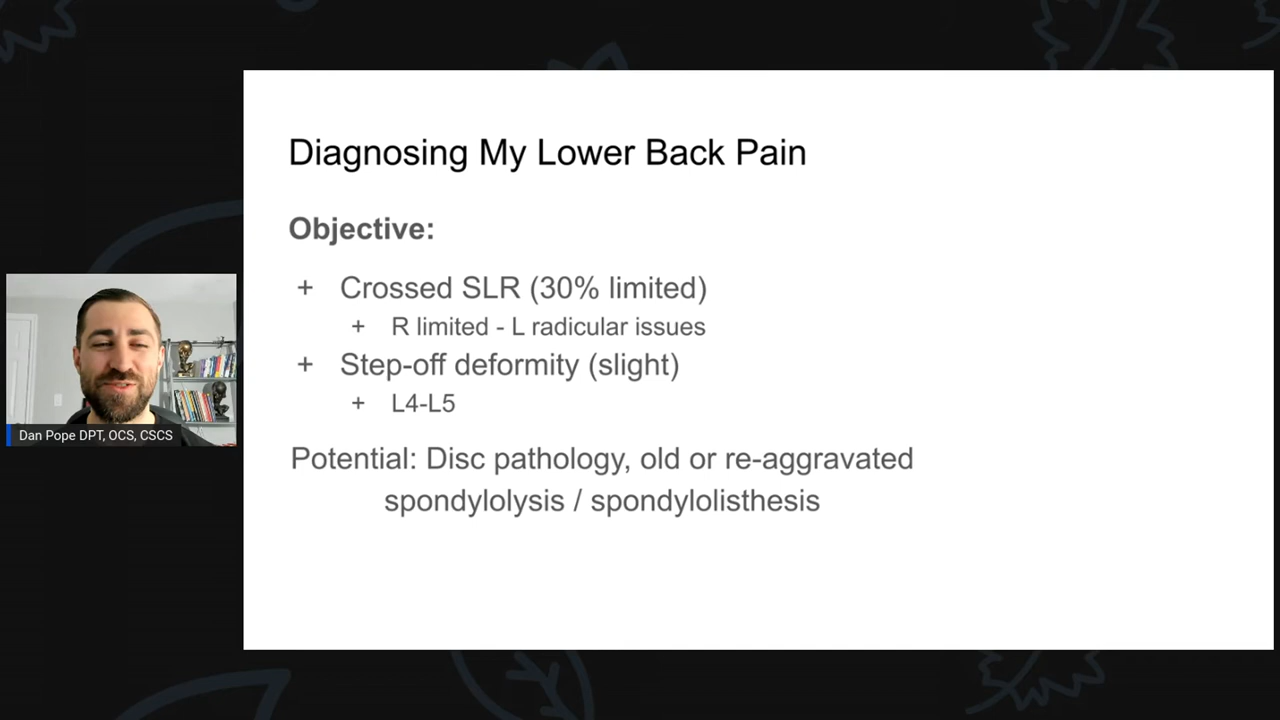 Diagnosing My Lower Back Pain
Objective:
+ Crossed SLR (30% limited)
+ R limited - L radicular issues
+ Step-off deformity (slight)
+ L4-L5
Potential: Disc pathology, old or re-aggravated
spondylolysis / spondylolisthesis
Dan Pope DPT, OCS, CSCS